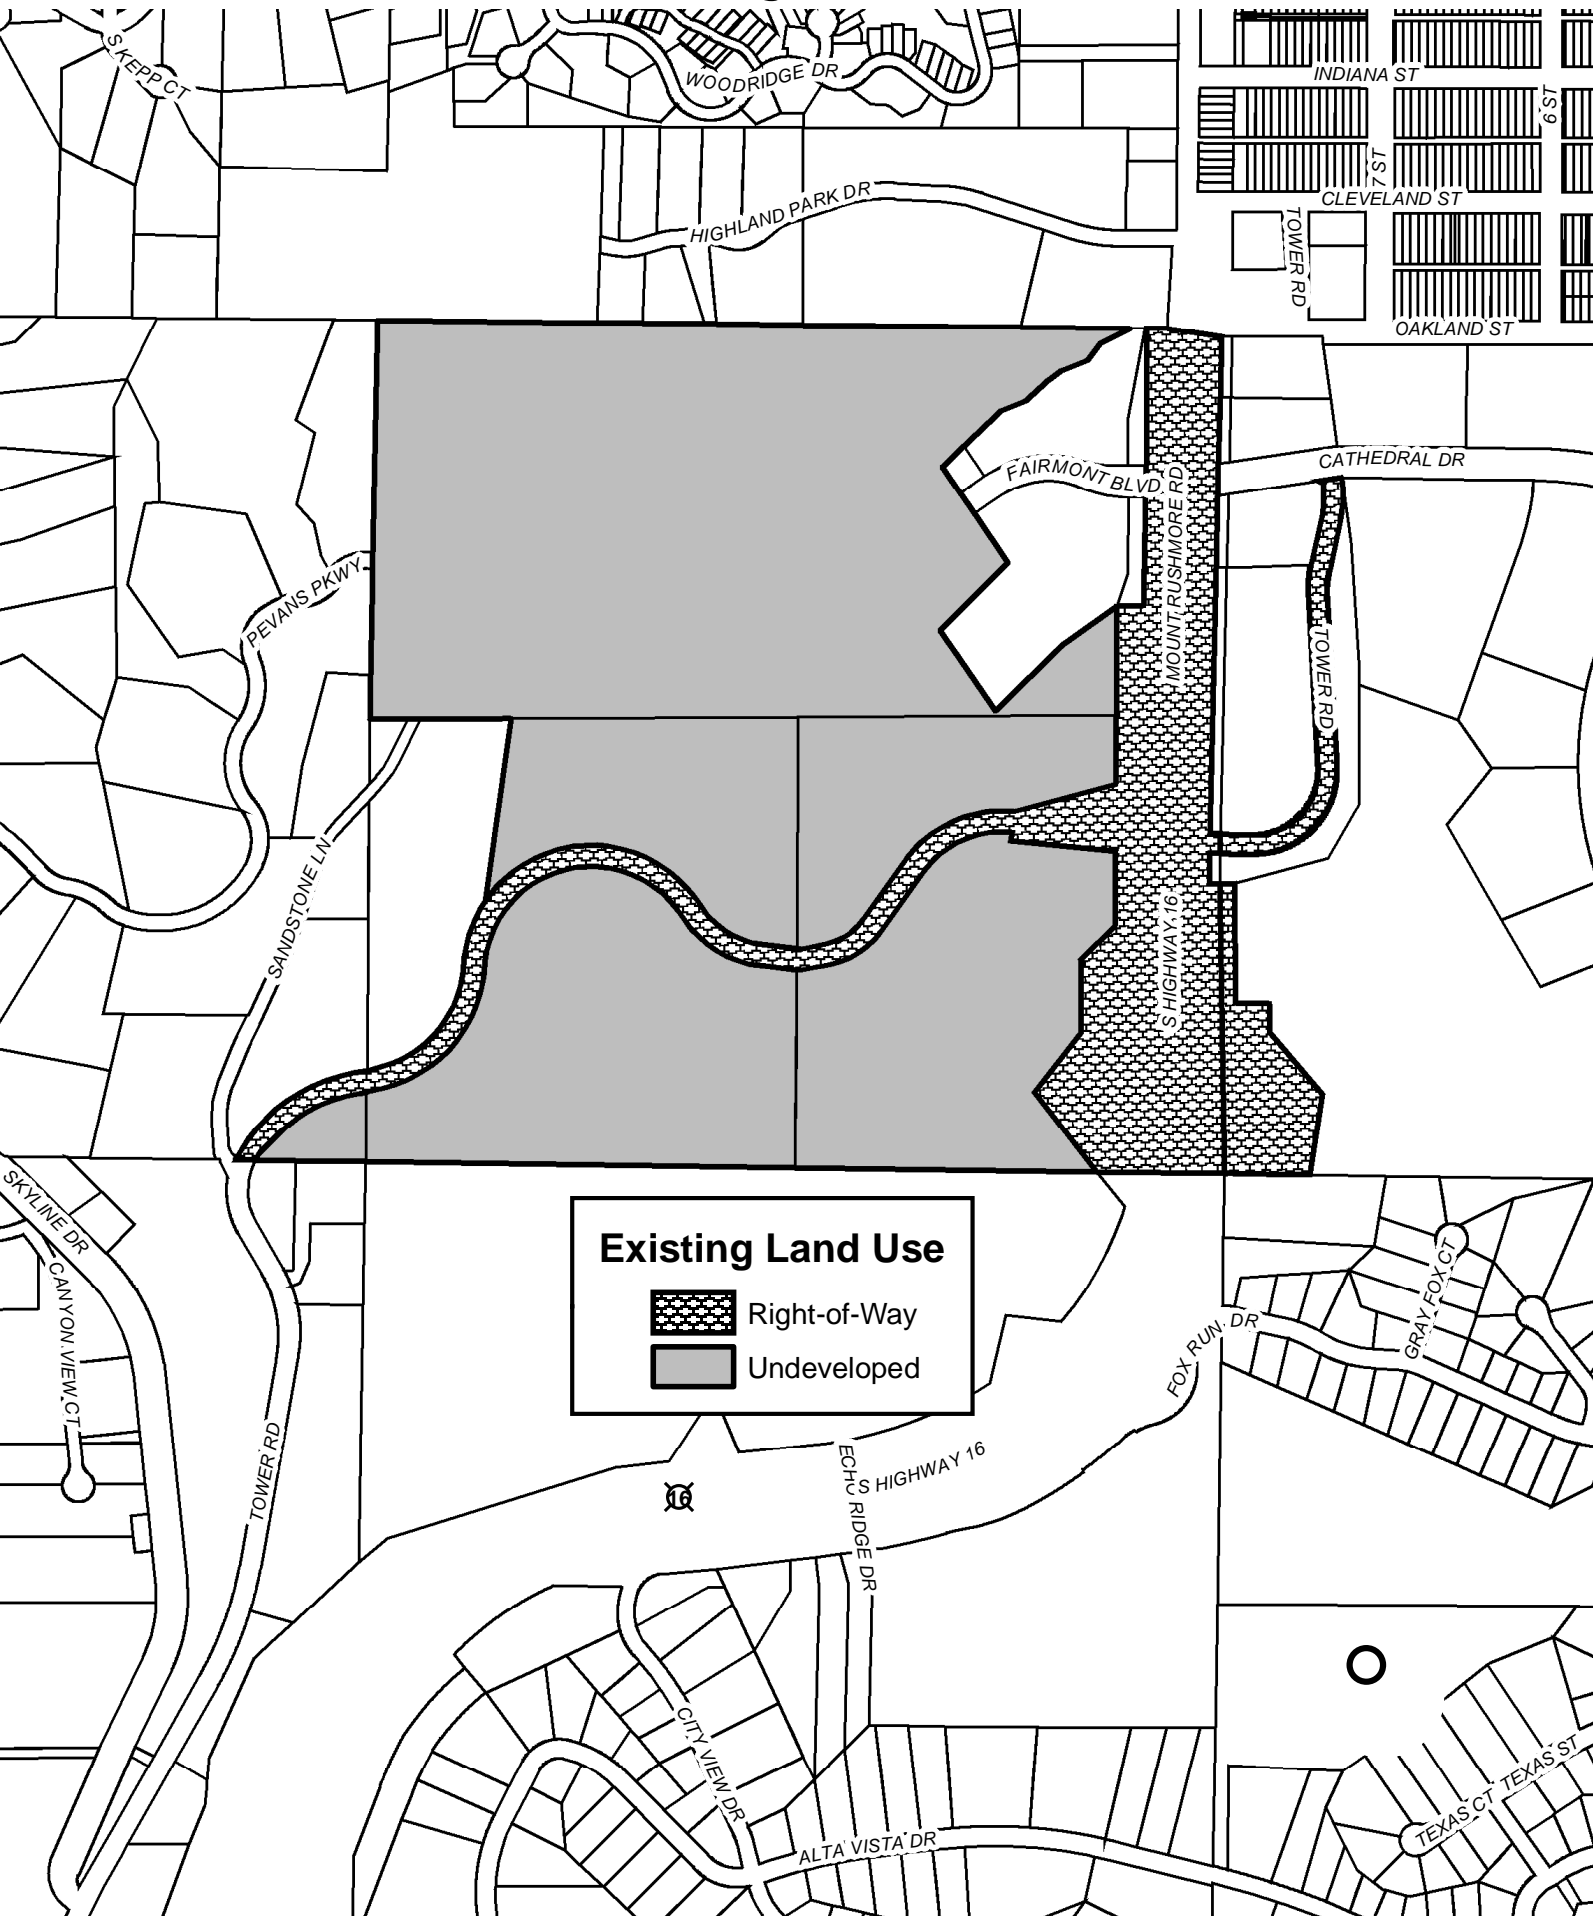 S KEPP CT
WOODRIDGE DR
INDIANA ST
6 ST
7 ST
CLEVELAND ST
HIGHLAND PARK DR
TOWER RD
OAKLAND ST
FAIRMONT BLVD
CATHEDRAL DR
MOUNT RUSHMORE RD
PEVANS PKWY
TOWER RD
SANDSTONE LN
S HIGHWAY 16
SKYLINE DR
CANYON VIEW CT
Existing Land Use
Right-of-Way
Undeveloped
GRAY FOX CT
FOX RUN DR
TOWER RD
S HIGHWAY 16
16
RIDGE DR
CITY VIEW DR
TEXAS ST
TEXAS CT
ALTA VISTA DR